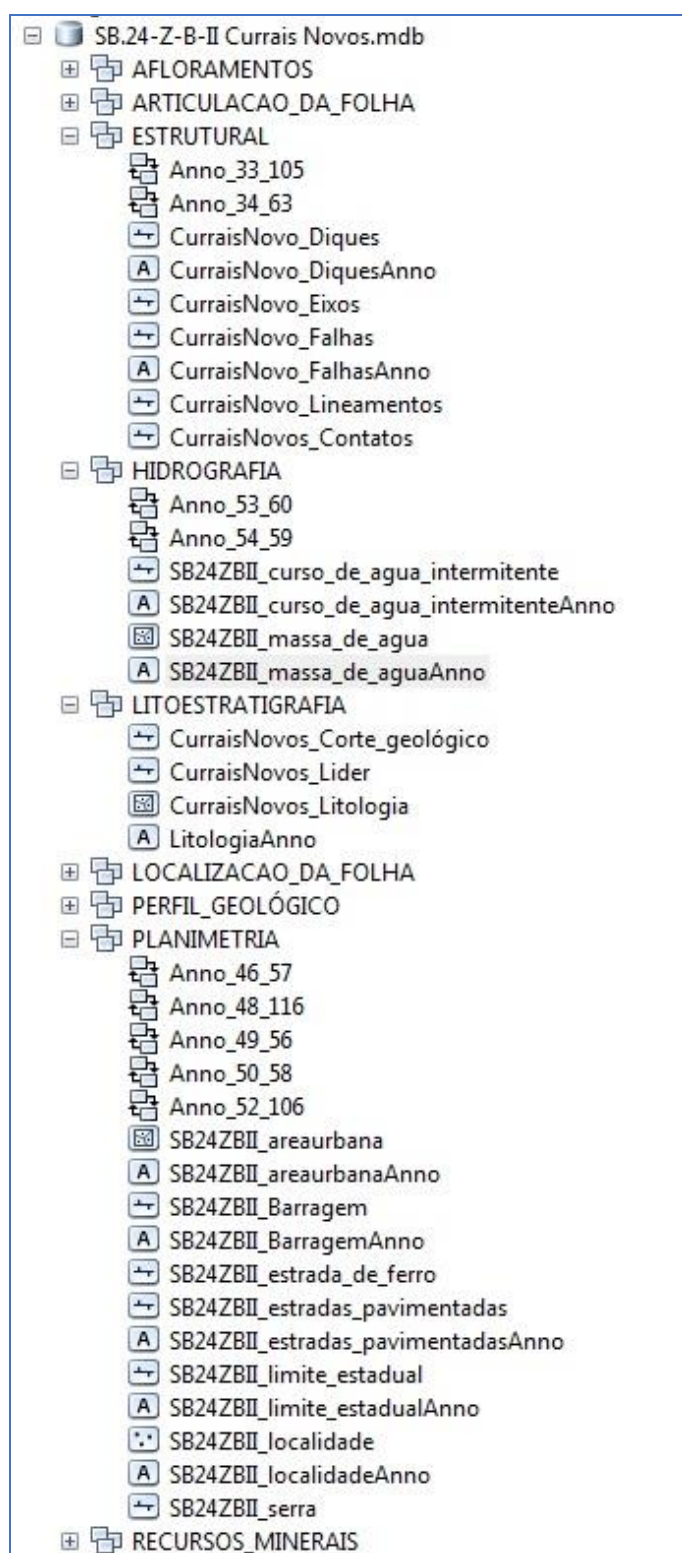 SB.24-Z-B-II Currais Novos.mdb
AFLORAMENTOS
ARTICULACAO_DA_FOLHA
ESTRUTURAL
Anno_33_105
Anno_34_63
CurraisNovo_Diques
CurraisNovo_DiquesAnno
CurraisNovo_Eixos
CurraisNovo_Falhas
CurraisNovo_FalhasAnno
CurraisNovo_Lineamentos
CurraisNovos_Contatos
HIDROGRAFIA
Anno_53_60
Anno_54_59
SB24ZBII_curso_de_agua_intermitente
SB24ZBII_curso_de_agua_intermitenteAnno
SB24ZBII_massa_de_agua
SB24ZBII_massa_de_aguaAnno
LITOESTRATIGRAFIA
CurraisNovos_Corte_geológico
CurraisNovos_Lider
CurraisNovos_Litologia
LitologiaAnno
LOCALIZACAO_DA_FOLHA
PERFIL_GEOLÓGICO
PLANIMETRIA
Anno_46_57
Anno_48_116
Anno_49_56
Anno_50_58
Anno_52_106
SB24ZBII_areaurbana
SB24ZBII_areaurbanaAnno
SB24ZBII_Barragem
SB24ZBII_BarragemAnno
SB24ZBII_estrada_de_ferro
SB24ZBII_estradas_pavimentadas
SB24ZBII_estradas_pavimentadasAnno
SB24ZBII_limite_estadual
SB24ZBII_limite_estadualAnno
SB24ZBII_localidade
SB24ZBII_localidadeAnno
SB24ZBII_serra
RECURSOS_MINERAIS